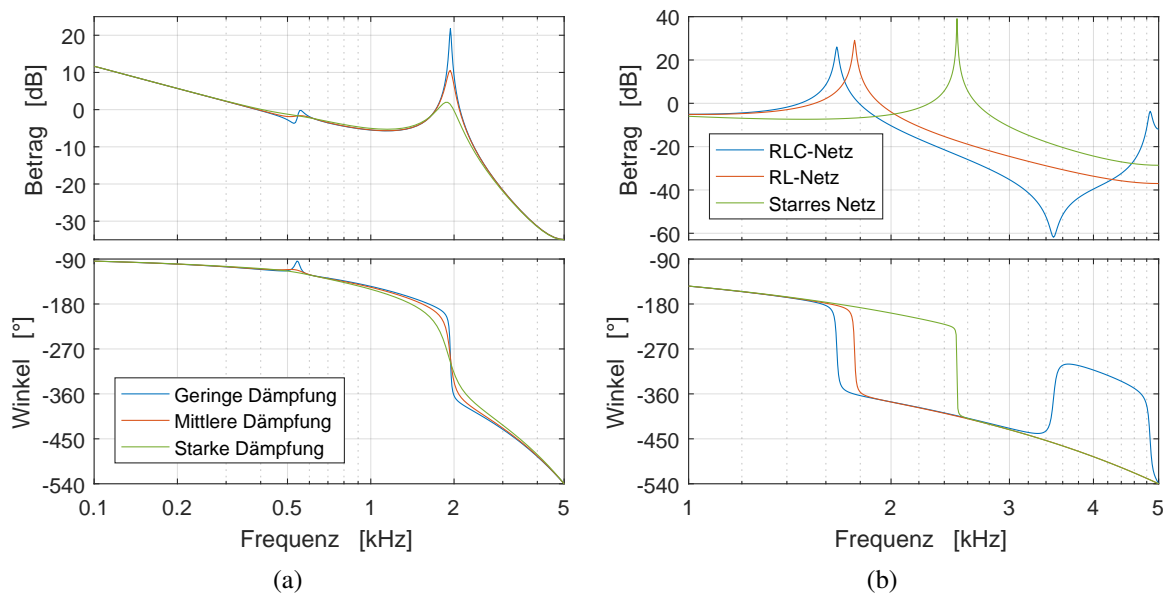 20
10
0
-10
-20
-30
Betrag [dB]
-90
-180
-270
-360
-450
-540
Winkel [°]
Geringe Dämpfung
Mittlere Dämpfung
Starke Dämpfung
0.1 0.2 0.5 1 2 5
Frequenz [kHz]
(a)
40
20
0
-20
-40
-60
Betrag [dB]
RLC-Netz
RL-Netz
Starres Netz
-90
-180
-270
-360
-450
-540
Winkel [°]
1 2 3 4 5
Frequenz [kHz]
(b)